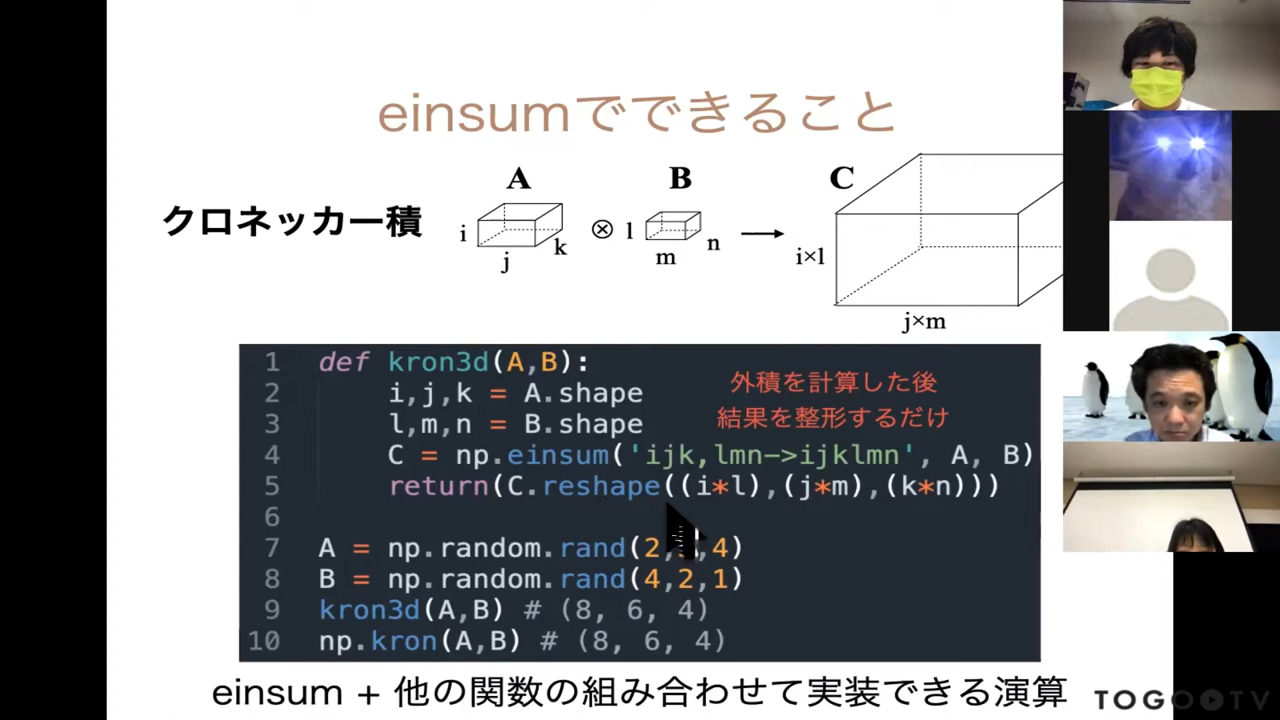 einsumでできること
クロネッカー積
A
B
C
i
j
k
⊗
l
m
n
i×l
j×m
外積を計算した後
結果を整形するだけ
1 def kron3d(A,B):
2 i,j,k = A.shape
3 l,m,n = B.shape
4 C = np.einsum('ijk,lmn->ijklmn', A, B)
5 return(C.reshape((i*l),(j*m),(k*n)))
6
7 A = np.random.rand(2, ,4)
8 B = np.random.rand(4,2,1)
9 kron3d(A,B) # (8, 6, 4)
10 np.kron(A,B) # (8, 6, 4)
einsum + 他の関数の組み合わせて実装できる演算
TOGOTV